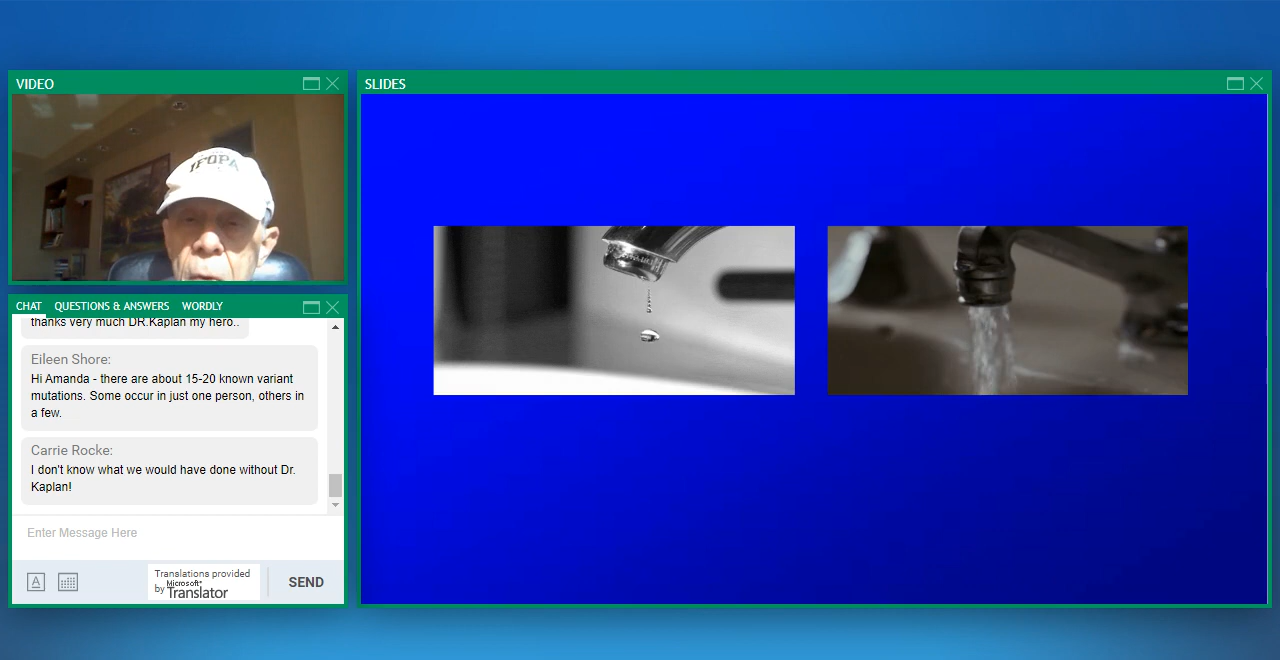 VIDEO
IFOPA
CHAT QUESTIONS & ANSWERS WORDLY
thanks very much DR.Kaplan my hero..
Eileen Shore:
Hi Amanda - there are about 15-20 known variant
mutations. Some occur in just one person, others in
a few.
Carrie Rocke:
I don't know what we would have done without Dr.
Kaplan!
Enter Message Here
A
Translations provided
by Microsoft®
Translator
SEND
SLIDES